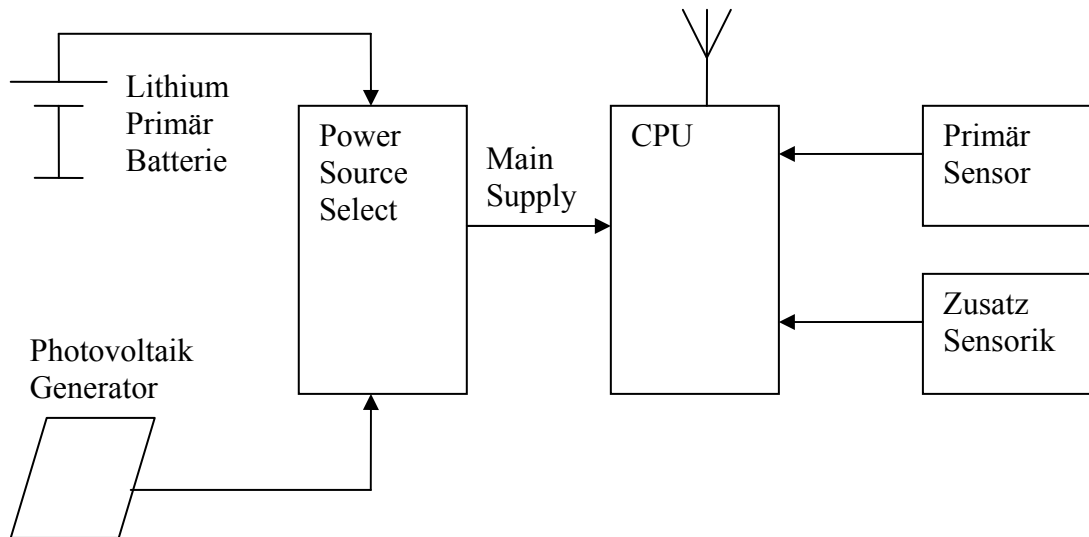 Lithium
Primär
Batterie
Power
Source
Select
Main
Supply
CPU
Primär
Sensor
Zusatz
Sensorik
Photovoltaik
Generator